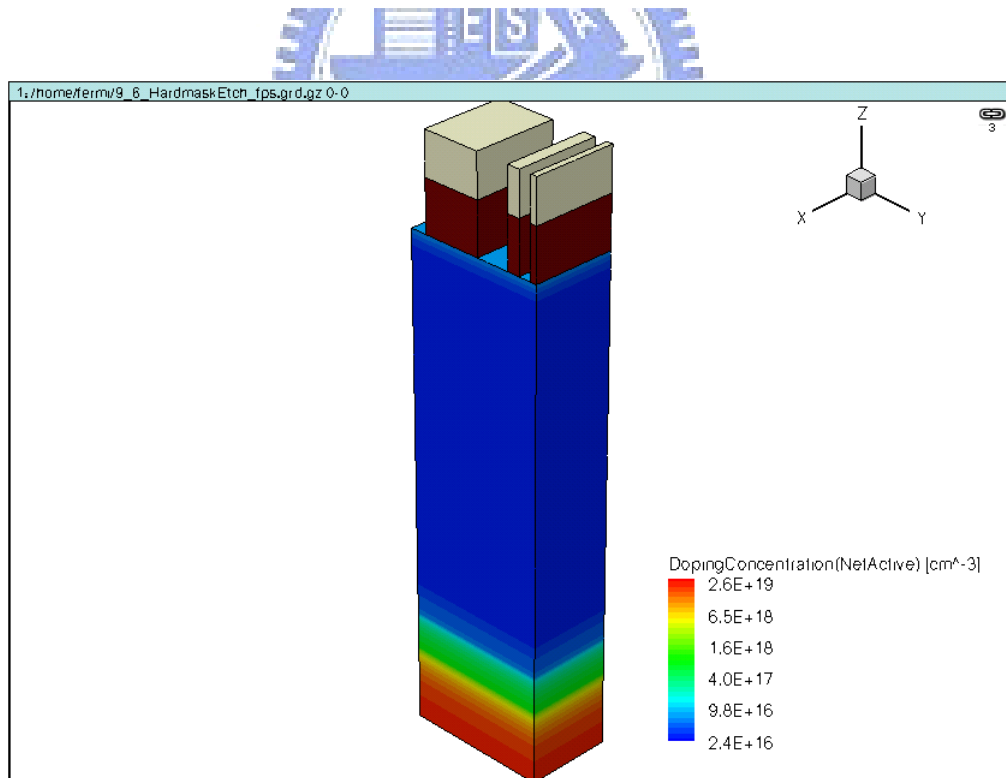 ES
1:/home/fermi/9_6_HardmaskEtch_fps.grd.gz 0-0
3
Z
X
Y
DopingConcentration(NetActive) [cm^-3]
2.6E+19
6.5E+18
1.6E+18
4.0E+17
9.8E+16
2.4E+16